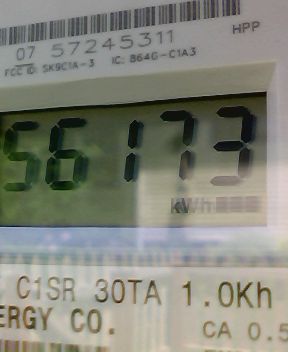 07 57245311
HPP
FCC ID: SK9C1A-3 IC: 864G-C1A3
56173
kWh
C1SR 30TA 1.0Kh
ERGY CO.
CA 0.5